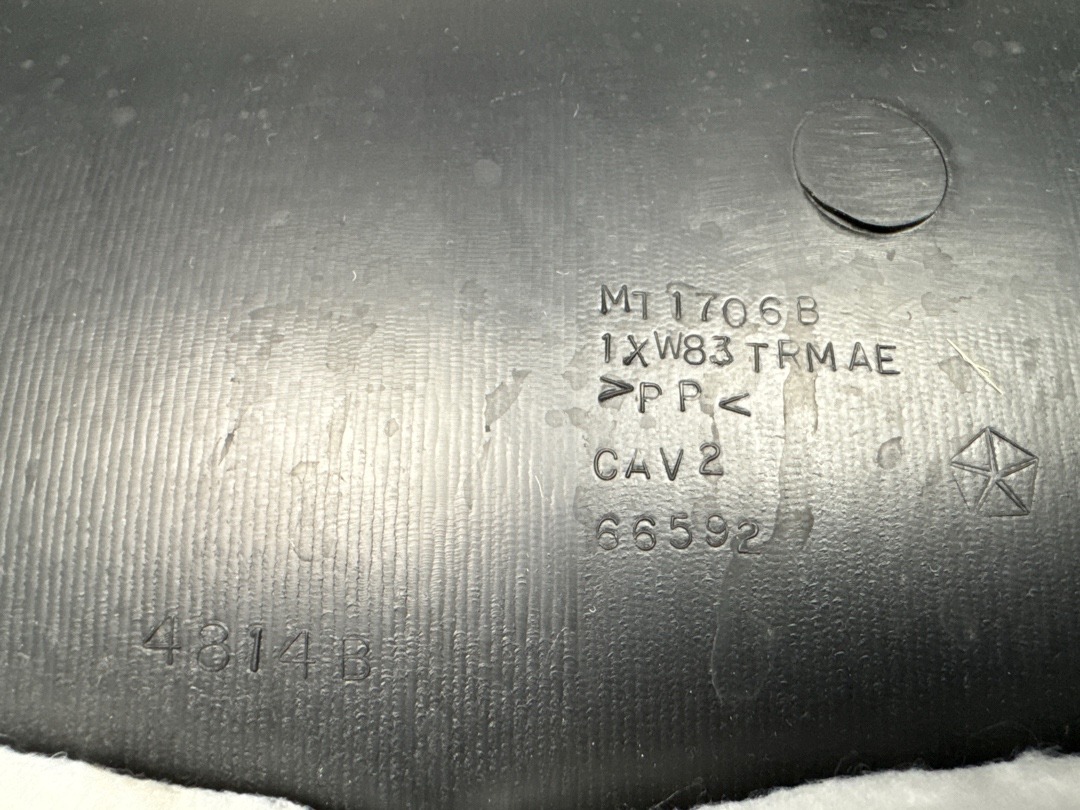 MT1706B
1XW83TRMAE
>PP<
CAV2
66592
4814B